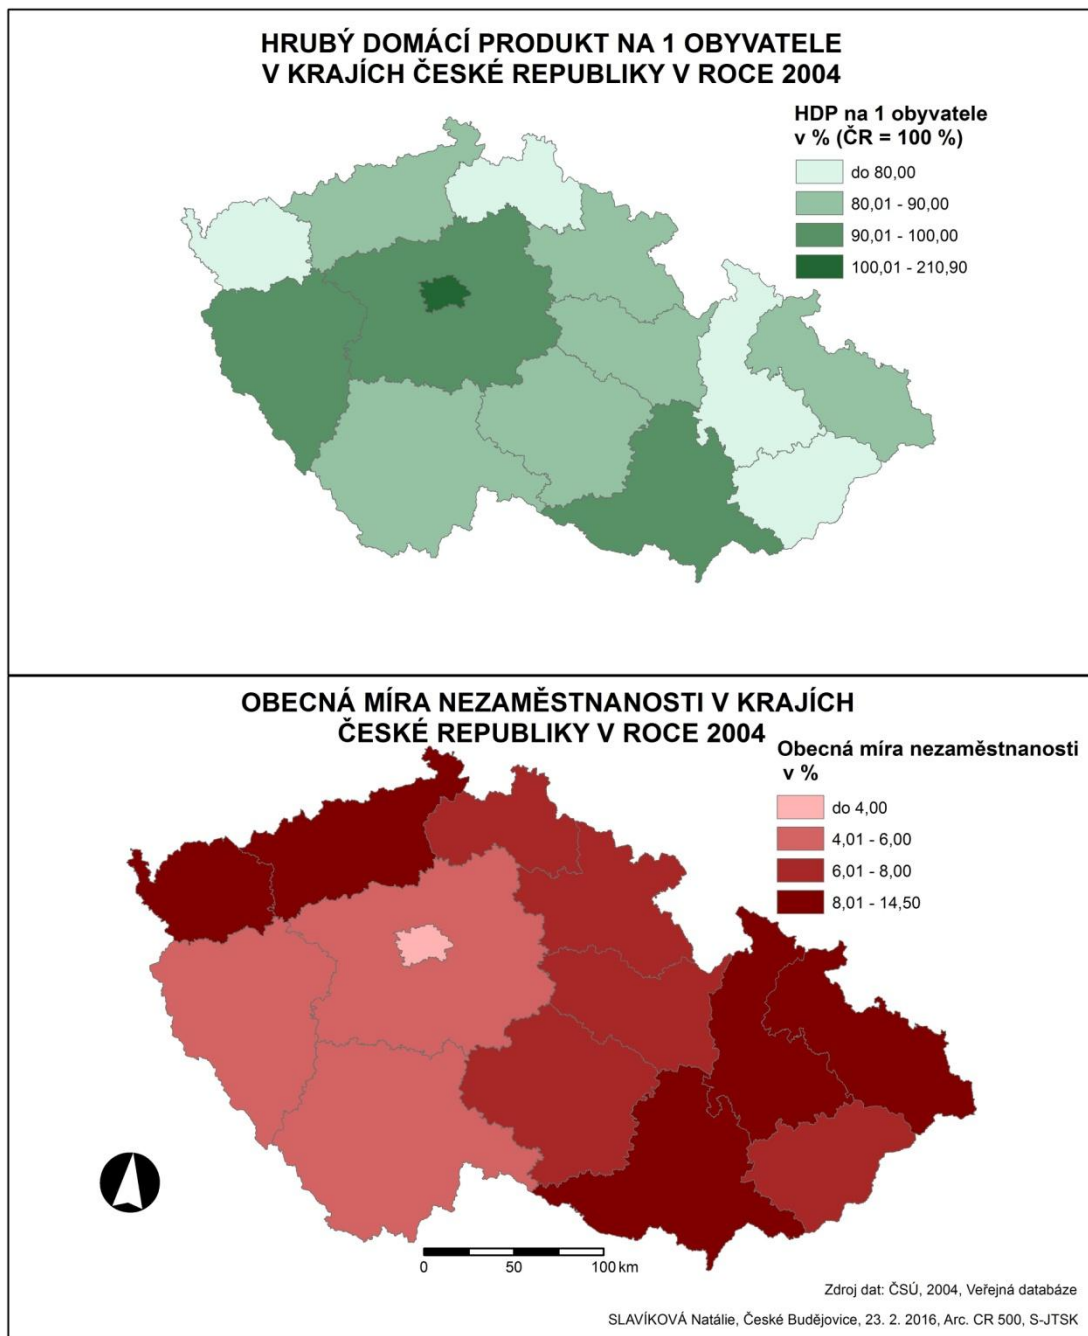 HRUBÝ DOMÁCÍ PRODUKT NA 1 OBYVATELE
V KRAJÍCH ČESKÉ REPUBLIKY V ROCE 2004
HDP na 1 obyvatele
v % (ČR = 100 %)
do 80,00
80,01 - 90,00
90,01 - 100,00
100,01 - 210,90
OBECNÁ MÍRA NEZAMĚSTNANOSTI V KRAJÍCH
ČESKÉ REPUBLIKY V ROCE 2004
Obecná míra nezaměstnanosti
v %
do 4,00
4,01 - 6,00
6,01 - 8,00
8,01 - 14,50
0 50 100 km
Zdroj dat: ČSÚ, 2004, Veřejná databáze
SLAVÍKOVÁ Natálie, České Budějovice, 23. 2. 2016, Arc. CR 500, S-JTSK